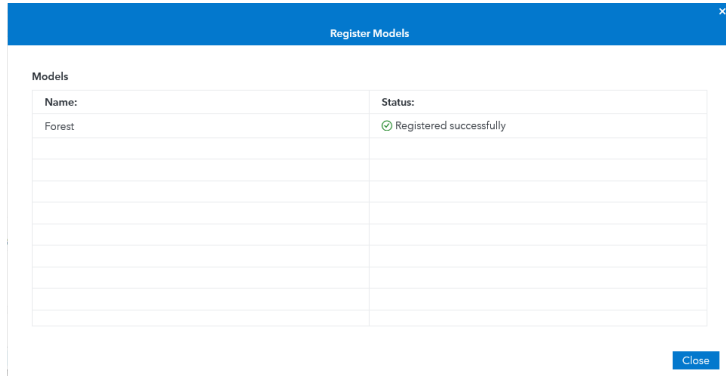 Register Models
Models
Name: Status:
Forest Registered successfully
Close